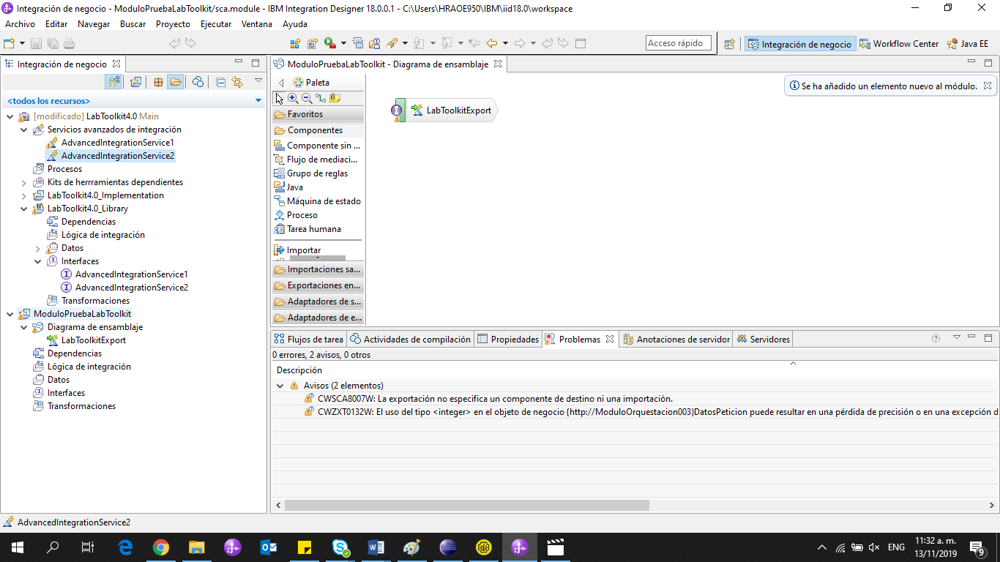 Integración de negocio - ModuloPruebaLabToolkit/sca.module - IBM Integration Designer 18.0.0.1 - C:\Users\HRAOE950\IBM\iid18.0\workspace
Archivo Editar Navegar Buscar Proyecto Ejecutar Ventana Ayuda
Acceso rápido
Integración de negocio
Workflow Center
Java EE
Integración de negocio
<todos los recursos>
[modificado] LabToolkit4.0 Main
Servicios avanzados de integración
AdvancedIntegrationService1
AdvancedIntegrationService2
Procesos
Kits de herrramientas dependientes
LabToolkit4.0_Implementation
LabToolkit4.0_Library
Dependencias
Lógica de integración
Datos
Interfaces
AdvancedIntegrationService1
AdvancedIntegrationService2
Transformaciones
ModuloPruebaLabToolkit
Diagrama de ensamblaje
LabToolkitExport
Dependencias
Lógica de integración
Datos
Interfaces
Transformaciones
ModuloPruebaLabToolkit - Diagrama de ensamblaje
Paleta
Favoritos
Componentes
Componente sin ...
Flujo de mediaci...
Grupo de reglas
Java
Máquina de estado
Proceso
Tarea humana
Importar
Importaciones sa...
Exportaciones en...
Adaptadores de s...
Adaptadores de e...
LabToolkitExport
Se ha añadido un elemento nuevo al módulo.
Flujos de tarea Actividades de compilación Propiedades Problemas Anotaciones de servidor Servidores
0 errores, 2 avisos, 0 otros
Descripción
Avisos (2 elementos)
CWSCA8007W: La exportación no especifica un componente de destino ni una importación.
CWZXT0132W: El uso del tipo <integer> en el objeto de negocio {http://ModuloOrquestacion003}DatosPeticion puede resultar en una pérdida de precisión o en una excepción d
AdvancedIntegrationService2
ENG
11:32 a. m.
13/11/2019
9